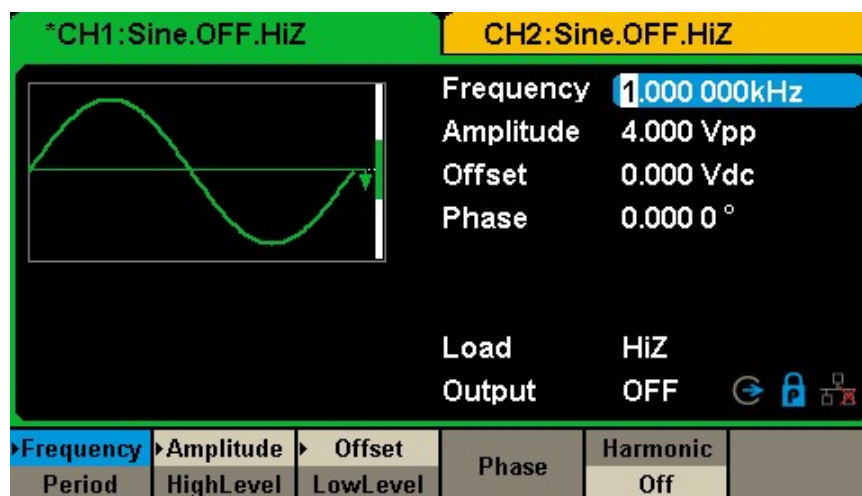 *CH1:Sine.OFF.HiZ
CH2:Sine.OFF.HiZ
Frequency 1.000 000kHz
Amplitude 4.000 Vpp
Offset 0.000 Vdc
Phase 0.000 0 °
Load HiZ
Output OFF
P
Frequency Amplitude Offset Phase Harmonic
Period HighLevel LowLevel Off